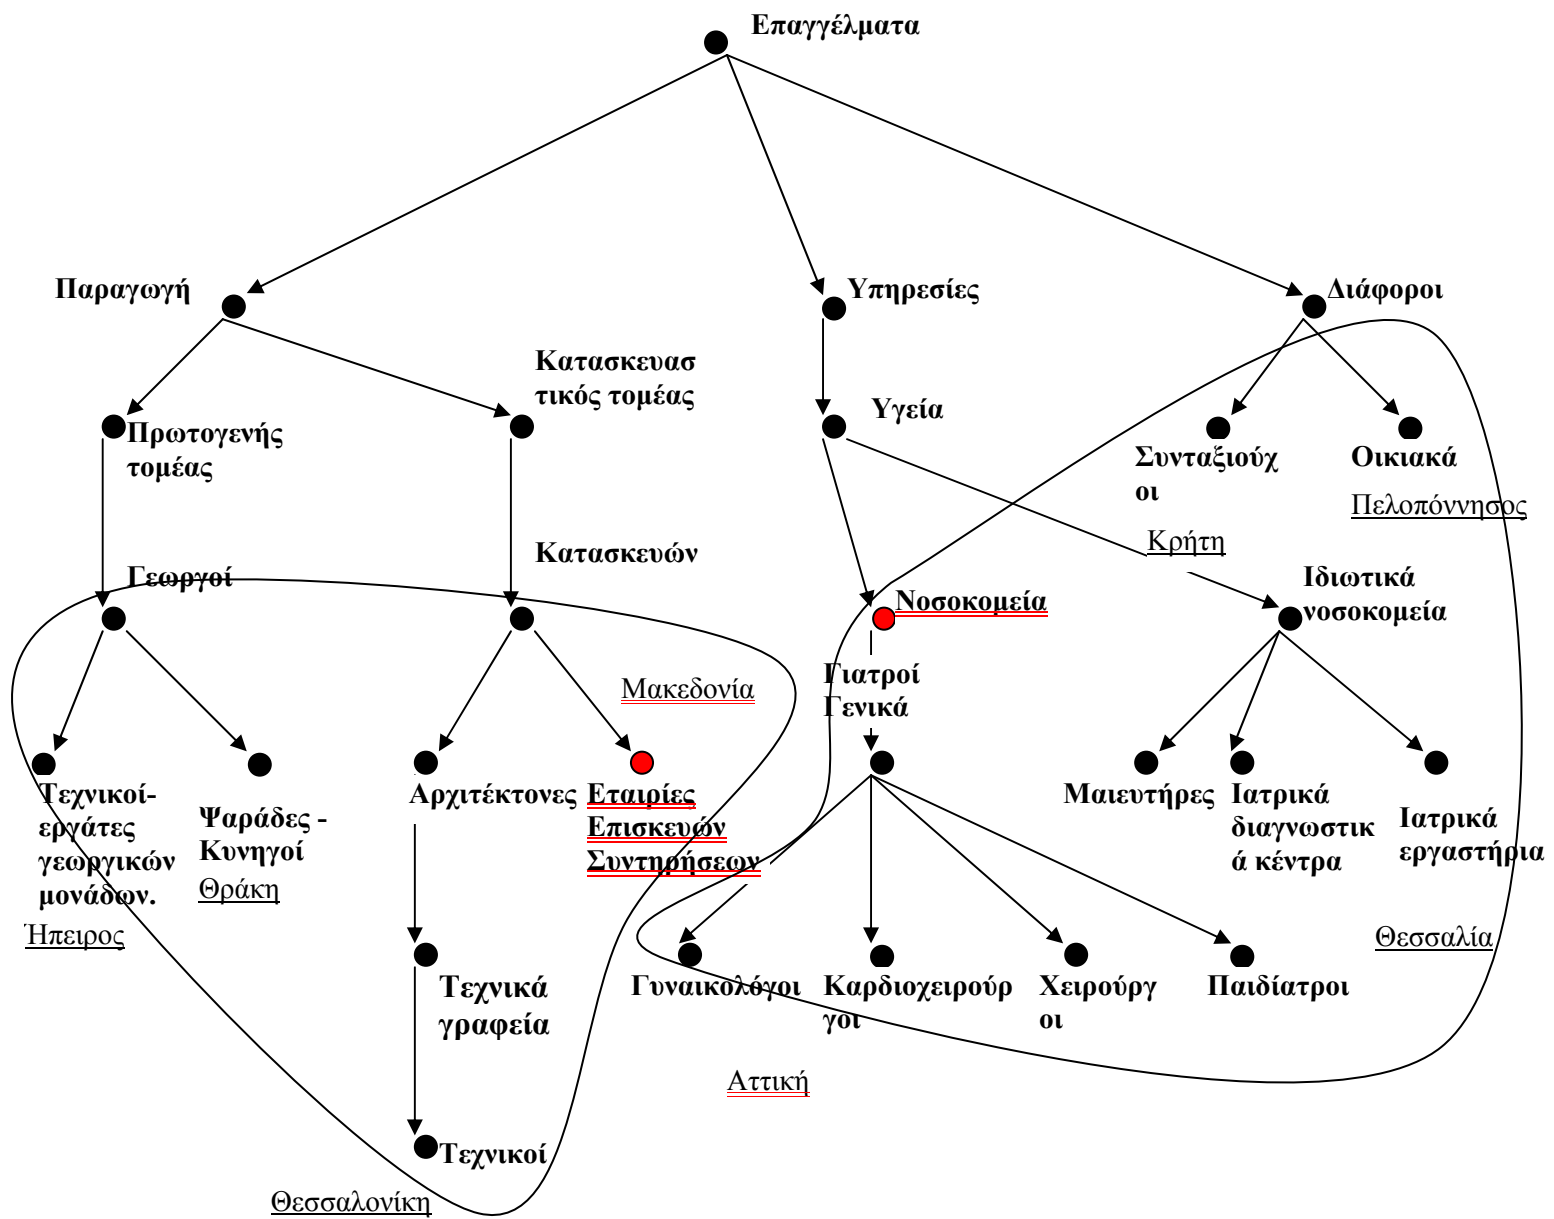 Επαγγέλματα
Παραγωγή
Υπηρεσίες
Διάφοροι
Κατασκευασ
τικός τομέας
Υγεία
Πρωτογενής
τομέας
Συνταξιούχ
οι
Οικιακά
Πελοπόννησος
Κρήτη
Κατασκευών
Γεωργοί
Ιδιωτικά
νοσοκομεία
Νοσοκομεία
Γιατροί
Γενικά
Μακεδονία
Τεχνικοί-
εργάτες
γεωργικών
μονάδων.
Ψαράδες -
Κυνηγοί
Θράκη
Ήπειρος
Αρχιτέκτονες
Εταιρίες
Επισκευών
Συντηρήσεων
Μαιευτήρες
Ιατρικά
διαγνωστικ
ά κέντρα
Ιατρικά
εργαστήρια
Θεσσαλία
Τεχνικά
γραφεία
Γυναικολόγοι
Καρδιοχειρούρ
γοι
Χειρούργ
οι
Παιδίατροι
Αττική
Τεχνικοί
Θεσσαλονίκη